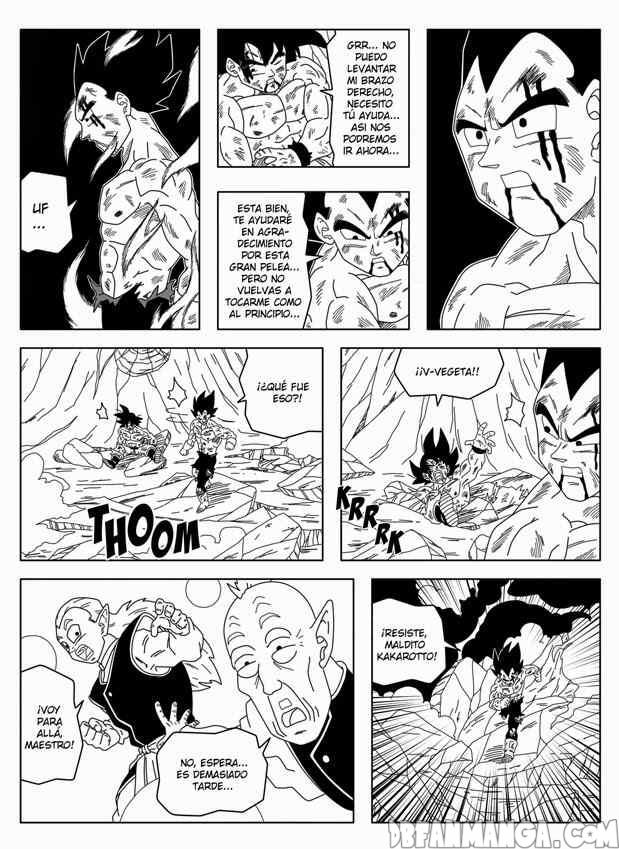 UF
...
GRR... NO
PUEDO
LEVANTAR
MI BRAZO
DERECHO,
NECESITO
TÚ AYUDA...
ASI NOS
PODREMOS
IR AHORA...
ESTA BIEN,
TE AYUDARÉ
EN AGRA-
DECIMIENTO
POR ESTA
GRAN PELEA...
PERO NO
VUELVAS A
TOCARME COMO
AL PRINCIPIO...
¡¿QUÉ FUE
ESO?!
THOOM
¡¡V-VEGETA!!
KRRRRK
¡VOY
PARA
ALLÁ,
MAESTRO!
NO, ESPERA...
ES DEMASIADO
TARDE...
¡RESISTE,
MALDITO
KAKAROTTO!
DBFANMANGA.COM